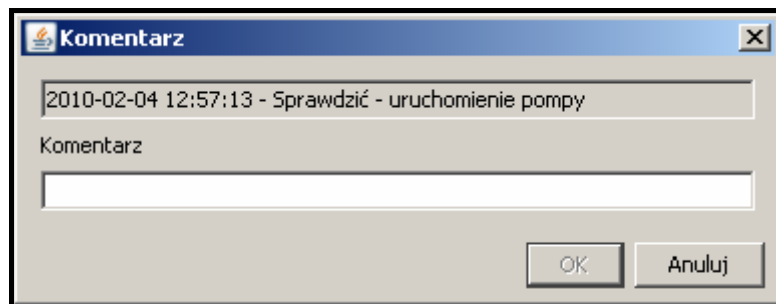 Komentarz
2010-02-04 12:57:13 - Sprawdzić - uruchomienie pompy
Komentarz
OK
Anuluj